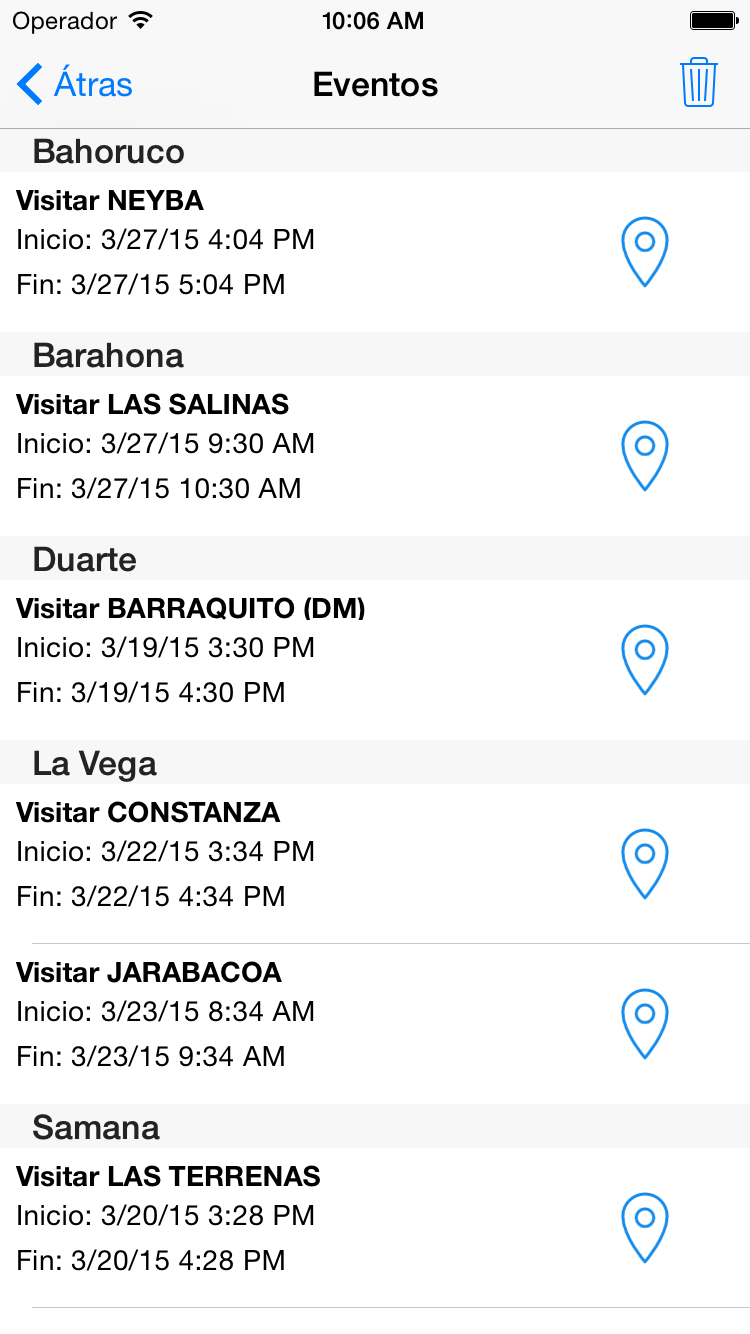 Operador 10:06 AM
Átras Eventos
Bahoruco
Visitar NEYBA
Inicio: 3/27/15 4:04 PM
Fin: 3/27/15 5:04 PM
Barahona
Visitar LAS SALINAS
Inicio: 3/27/15 9:30 AM
Fin: 3/27/15 10:30 AM
Duarte
Visitar BARRAQUITO (DM)
Inicio: 3/19/15 3:30 PM
Fin: 3/19/15 4:30 PM
La Vega
Visitar CONSTANZA
Inicio: 3/22/15 3:34 PM
Fin: 3/22/15 4:34 PM
Visitar JARABACOA
Inicio: 3/23/15 8:34 AM
Fin: 3/23/15 9:34 AM
Samana
Visitar LAS TERRENAS
Inicio: 3/20/15 3:28 PM
Fin: 3/20/15 4:28 PM